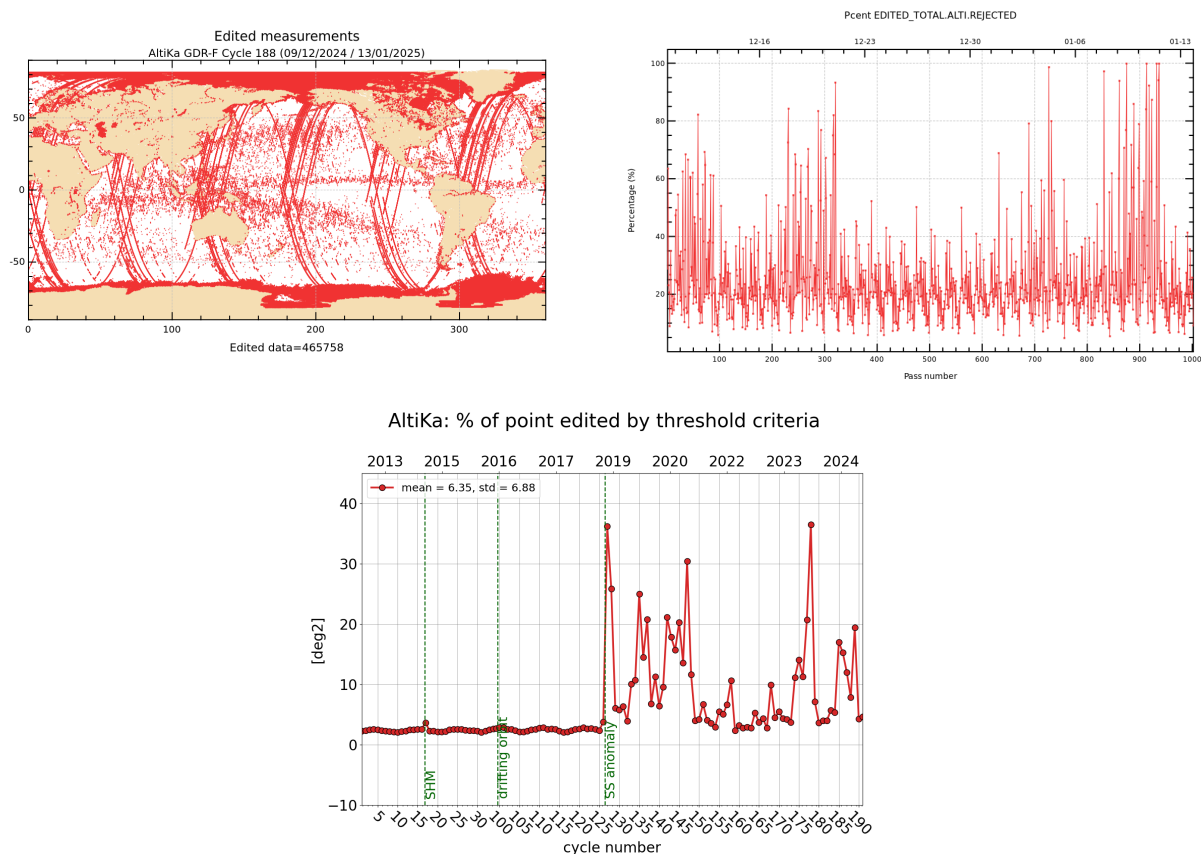 Edited measurements
AltiKa GDR-F Cycle 188 (09/12/2024 / 13/01/2025)
50
0
-50
0 100 200 300
Edited data=465758
Pcent EDITED_TOTAL.ALTI.REJECTED
12-16 12-23 12-30 01-06 01-13
100
80
60
40
20
Percentage (%)
100 200 300 400 500 600 700 800 900 1000
Pass number
AltiKa: % of point edited by threshold criteria
2013 2015 2016 2017 2019 2020 2022 2023 2024
mean = 6.35, std = 6.88
40
30
20
10
0
−10
[deg2]
SHM
drifting orbit
SS anomaly
5 10 15 20 25 30 100 105 110 115 120 125 130 135 140 145 150 155 160 165 170 175 180 185 190
cycle number